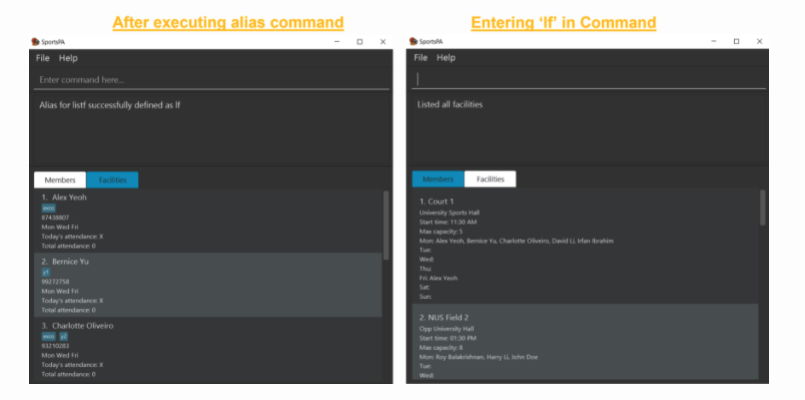 After executing alias command
SportsPA
File Help
Enter command here...
Alias for listf successfully defined as lf
Members Facilities
1. Alex Yeoh
exco
87438807
Mon Wed Fri
Today's attendance: X
Total attendance: 0
2. Bernice Yu
y1
99272758
Mon Wed Fri
Today's attendance: X
Total attendance: 0
3. Charlotte Oliveiro
exco y2
93210283
Mon Wed Fri
Today's attendance: X
Total attendance: 0
Entering ‘lf’ in Command
SportsPA
File Help
Listed all facilities
Members Facilities
1. Court 1
University Sports Hall
Start time: 11:30 AM
Max capacity: 5
Mon: Alex Yeoh, Bernice Yu, Charlotte Oliveiro, David Li, Irfan Ibrahim
Tue:
Wed:
Thu:
Fri: Alex Yeoh
Sat:
Sun:
2. NUS Field 2
Opp University Hall
Start time: 01:30 PM
Max capacity: 8
Mon: Roy Balakrishnan, Harry Li, John Doe
Tue:
Wed: